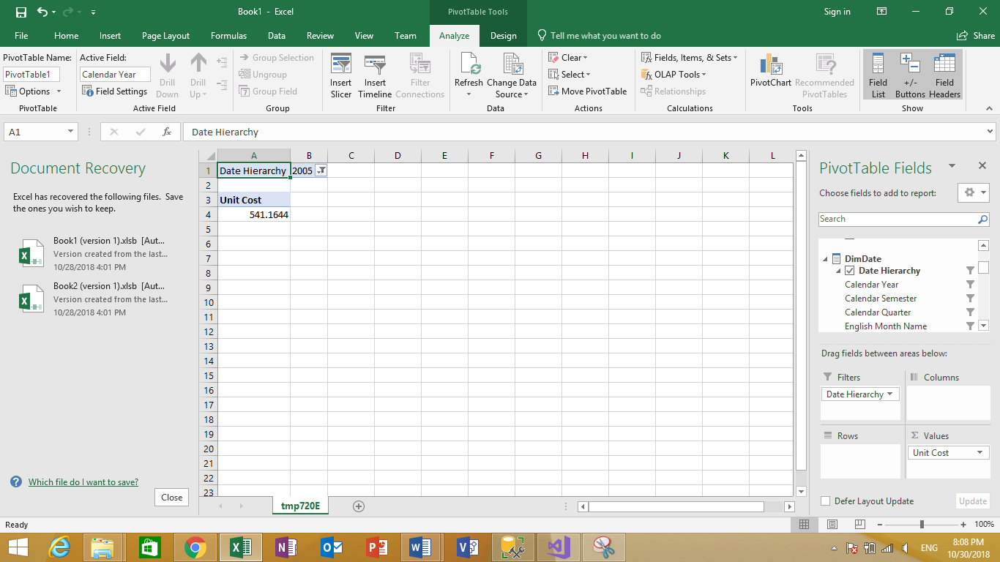 Book1 - Excel
PivotTable Tools
Sign in
File
Home
Insert
Page Layout
Formulas
Data
Review
View
Team
Analyze
Design
Tell me what you want to do
Share
PivotTable Name:
PivotTable1
Options
PivotTable
Active Field:
Calendar Year
Field Settings
Drill Down
Drill Up
Active Field
Group Selection
Ungroup
Group Field
Group
Insert Slicer
Insert Timeline
Filter Connections
Filter
Refresh
Change Data Source
Data
Clear
Select
Move PivotTable
Actions
Fields, Items, & Sets
OLAP Tools
Relationships
Calculations
PivotChart
Recommended PivotTables
Tools
Field List
+/- Buttons
Field Headers
Show
A1
fx
Date Hierarchy
Document Recovery
Excel has recovered the following files. Save
the ones you wish to keep.
Book1 (version 1).xlsb [Aut...
Version created from the last...
10/28/2018 4:01 PM
Book2 (version 1).xlsb [Aut...
Version created from the last...
10/28/2018 4:01 PM
Which file do I want to save?
Close
A B C D E F G H I J K L
1 Date Hierarchy 2005
2
3 Unit Cost
4 541.1644
5
6
7
8
9
10
11
12
13
14
15
16
17
18
19
20
21
22
23
tmp720E
PivotTable Fields
Choose fields to add to report:
Search
DimDate
Date Hierarchy
Calendar Year
Calendar Semester
Calendar Quarter
English Month Name
Drag fields between areas below:
Filters
Columns
Date Hierarchy
Rows
Σ Values
Unit Cost
Defer Layout Update
Update
Ready
100%
ENG
8:08 PM
10/30/2018